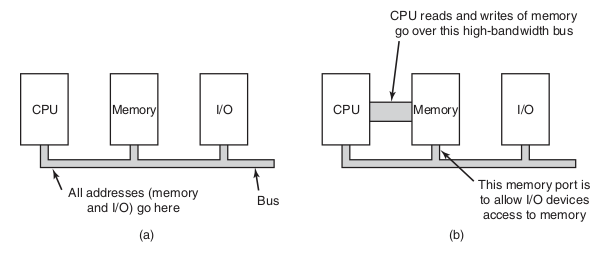 CPU reads and writes of memory
go over this high-bandwidth bus
CPU
Memory
I/O
CPU
Memory
I/O
All addresses (memory
and I/O) go here
Bus
This memory port is
to allow I/O devices
access to memory
(a)
(b)